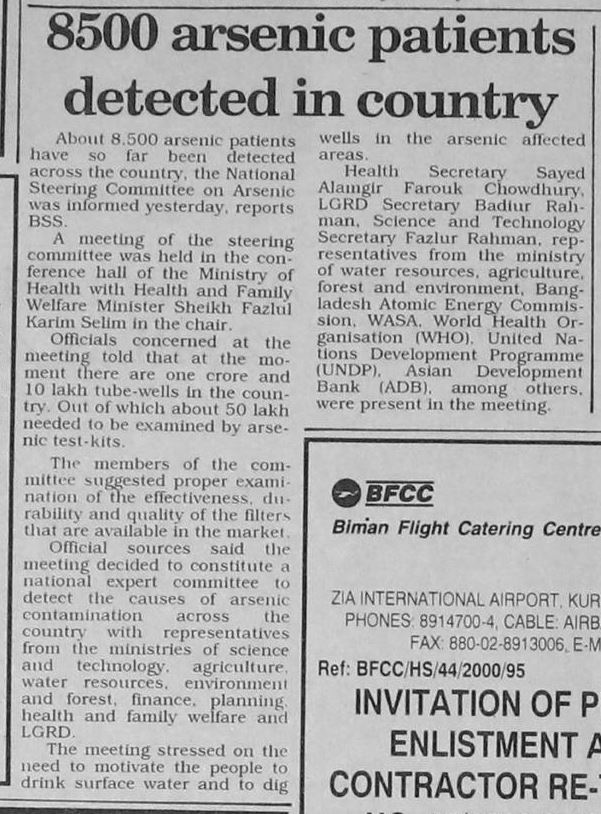 8500 arsenic patients
detected in country
About 8.500 arsenic patients
have so far been detected
across the country, the National
Steering Committee on Arsenic
was informed yesterday, reports
BSS.
A meeting of the steering
committee was held in the con-
ference hall of the Ministry of
Health with Health and Family
Welfare Minister Sheikh Fazlul
Karim Selim in the chair.
Officials concerned at the
meeting told that at the mo-
ment there are one crore and
10 lakh tube-wells in the coun-
try. Out of which about 50 lakh
needed to be examined by arse-
nic test-kits.
The members of the com-
mittee suggested proper exami-
nation of the effectiveness, du-
rability and quality of the filters
that are available in the market.
Official sources said the
meeting decided to constitute a
national expert committee to
detect the causes of arsenic
contamination across the
country with representatives
from the ministries of science
and technology, agriculture,
water resources, environment
and forest, finance, planning,
health and family welfare and
LGRD.
The meeting stressed on the
need to motivate the people to
drink surface water and to dig
wells in the arsenic affected
areas.
Health Secretary Sayed
Alamgir Farouk Chowdhury,
LGRD Secretary Badiur Rah-
man, Science and Technology
Secretary Fazlur Rahman, rep-
resentatives from the ministry
of water resources, agriculture,
forest and environment, Bang-
ladesh Atomic Energy Commis-
sion, WASA, World Health Or-
ganisation (WHO), United Na-
tions Development Programme
(UNDP), Asian Development
Bank (ADB), among others,
were present in the meeting.
BFCC
Biman Flight Catering Centre
ZIA INTERNATIONAL AIRPORT, KUR
PHONES: 8914700-4, CABLE: AIRB
FAX: 880-02-8913006, E-M
Ref: BFCC/HS/44/2000/95
INVITATION OF P
ENLISTMENT A
CONTRACTOR RE-